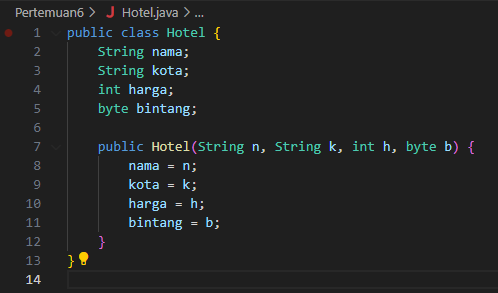 Pertemuan6 > J Hotel.java > ...
1 public class Hotel {
2 String nama;
3 String kota;
4 int harga;
5 byte bintang;
6
7 public Hotel(String n, String k, int h, byte b) {
8 nama = n;
9 kota = k;
10 harga = h;
11 bintang = b;
12 }
13 }
14